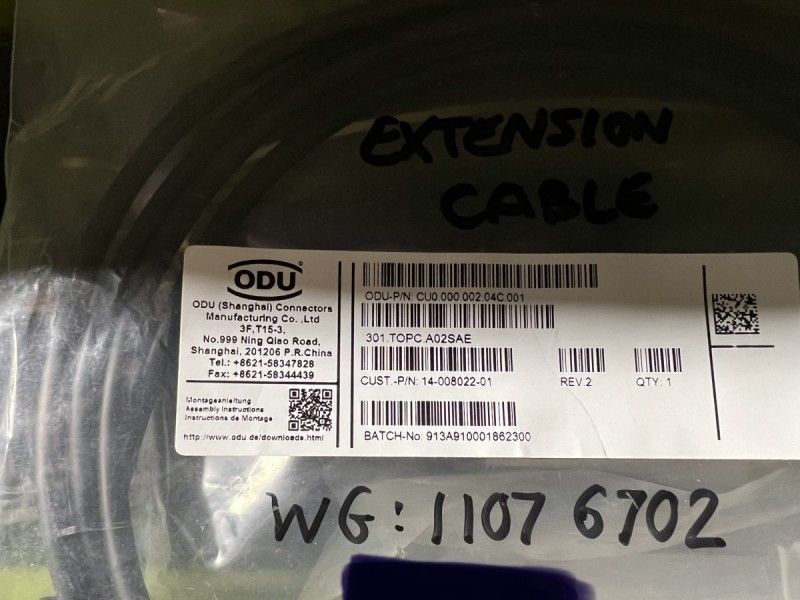 EXTENSION
CABLE
ODU®
ODU (Shanghai) Connectors
Manufacturing Co. ,Ltd
3F,T15-3,
No.999 Ning Qiao Road,
Shanghai, 201206 P.R.China
Tel.: +8621-58347828
Fax: +8621-58344439
Montageanleitung
Assembly Instructions
Instructions de Montage
http://www.odu.de/downloads.html
ODU-P/N: CU0.000.002.04C.001
301.TOPC.A02SAE
CUST.-P/N: 14-008022-01
REV.2
QTY: 1
BATCH-No: 913A910001862300
WG: 1107 6702